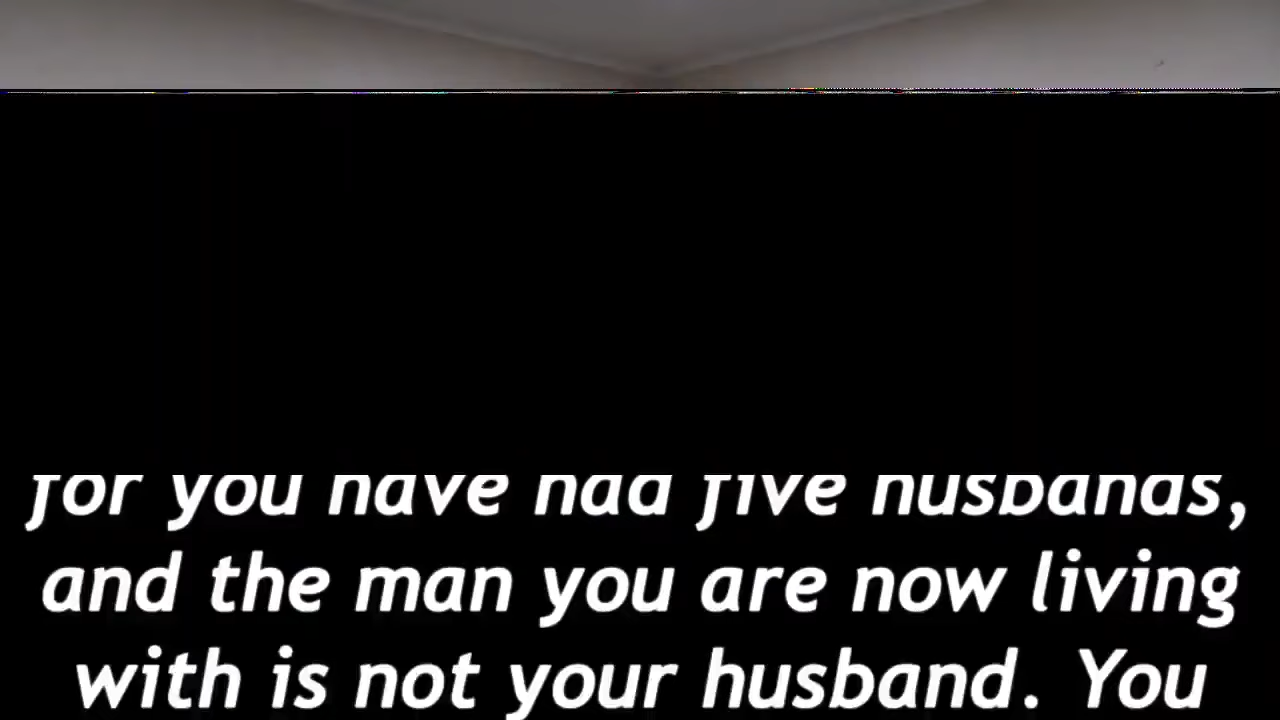 for you have had five husbands,
and the man you are now living
with is not your husband. You